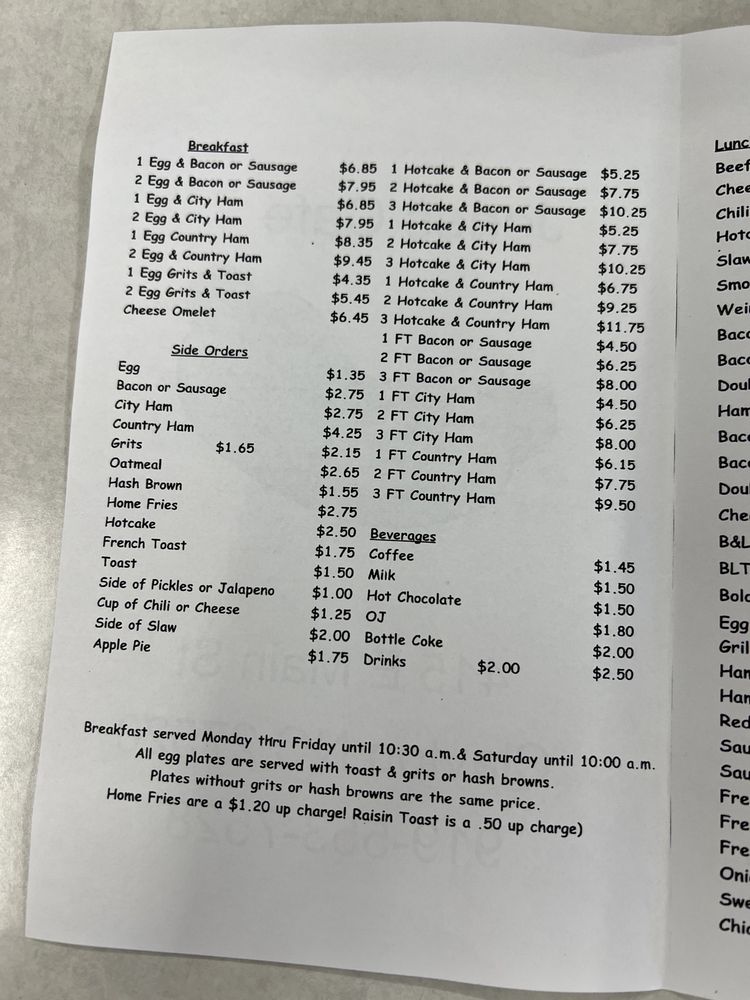 Breakfast
1 Egg & Bacon or Sausage $6.85
2 Egg & Bacon or Sausage $7.95
1 Egg & City Ham $6.85
2 Egg & City Ham $7.95
1 Egg Country Ham $8.35
2 Egg & Country Ham $9.45
1 Egg Grits & Toast $4.35
2 Egg Grits & Toast $5.45
Cheese Omelet $6.45
Side Orders
Egg $1.35
Bacon or Sausage $2.75
City Ham $2.75
Country Ham $4.25
Grits $1.65 $2.15
Oatmeal $2.65
Hash Brown $1.55
Home Fries $2.75
Hotcake $2.50
French Toast $1.75
Toast $1.50
Side of Pickles or Jalapeno $1.00
Cup of Chili or Cheese $1.25
Side of Slaw $2.00
Apple Pie $1.75
1 Hotcake & Bacon or Sausage $5.25
2 Hotcake & Bacon or Sausage $7.75
3 Hotcake & Bacon or Sausage $10.25
1 Hotcake & City Ham $5.25
2 Hotcake & City Ham $7.75
3 Hotcake & City Ham $10.25
1 Hotcake & Country Ham $6.75
2 Hotcake & Country Ham $9.25
3 Hotcake & Country Ham $11.75
1 FT Bacon or Sausage $4.50
2 FT Bacon or Sausage $6.25
3 FT Bacon or Sausage $8.00
1 FT City Ham $4.50
2 FT City Ham $6.25
3 FT City Ham $8.00
1 FT Country Ham $6.15
2 FT Country Ham $7.75
3 FT Country Ham $9.50
Beverages
Coffee $1.45
Milk $1.50
Hot Chocolate $1.50
OJ $1.80
Bottle Coke $2.00
Drinks $2.00 $2.50
Breakfast served Monday thru Friday until 10:30 a.m.& Saturday until 10:00 a.m.
All egg plates are served with toast & grits or hash browns.
Plates without grits or hash browns are the same price.
Home Fries are a $1.20 up charge! Raisin Toast is a .50 up charge)
Beef
Slaw
BLT
Egg
Red